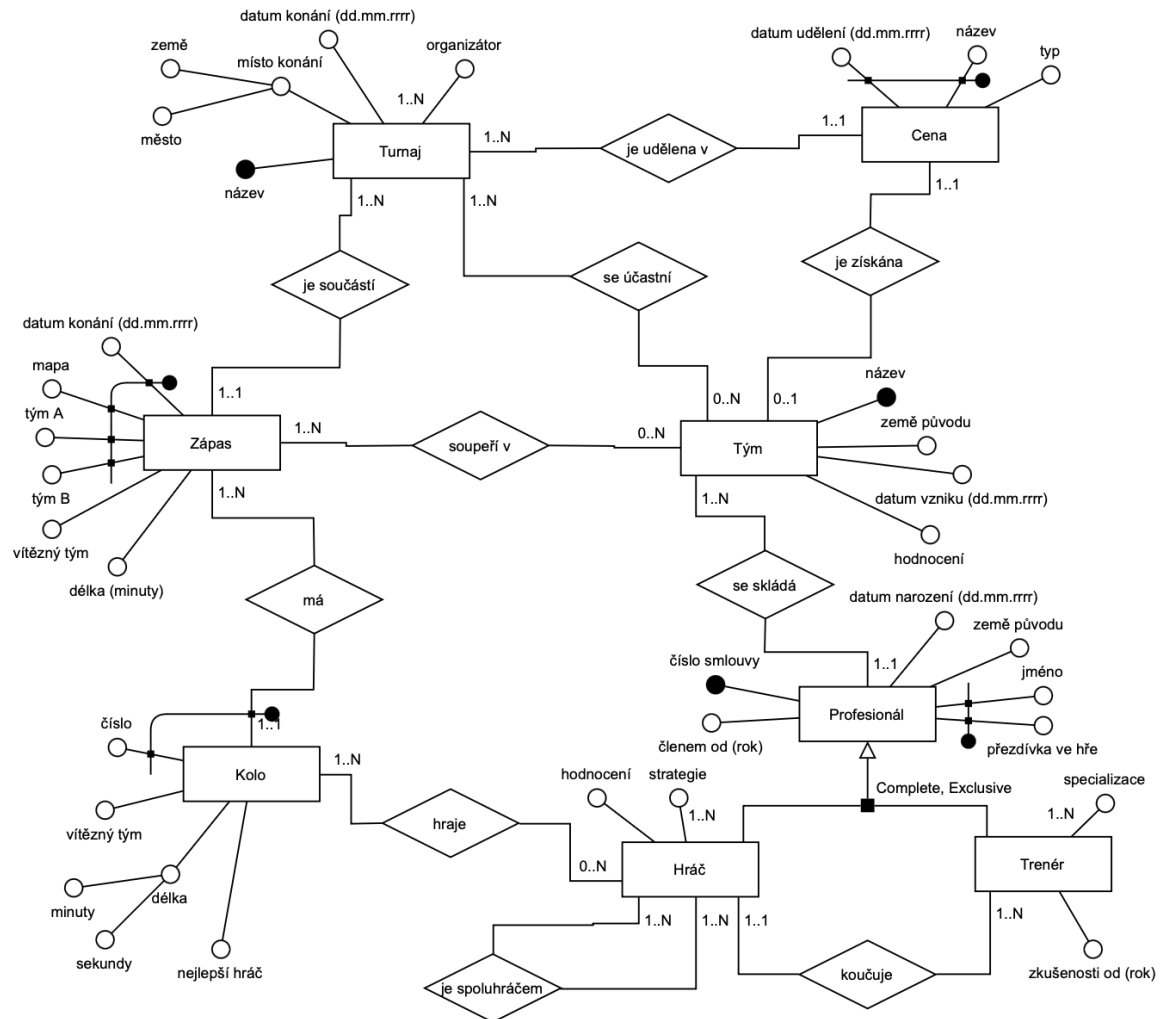 datum konání (dd.mm.rrrr)
země
místo konání
organizátor
město
1..N
Turnaj
1..N
název
1..N
1..N
je udělena v
1..1
datum udělení (dd.mm.rrrr)
název
typ
Cena
1..1
je součástí
se účastní
je získána
datum konání (dd.mm.rrrr)
mapa
tým A
tým B
vítězný tým
délka (minuty)
1..1
Zápas
1..N
1..N
soupeří v
0..N
0..N
0..1
název
země původu
datum vzniku (dd.mm.rrrr)
hodnocení
Tým
1..N
má
se skládá
datum narození (dd.mm.rrrr)
země původu
číslo smlouvy
1..1
jméno
Profesionál
členem od (rok)
přezdívka ve hře
číslo
1..1
Kolo
1..N
vítězný tým
délka
minuty
sekundy
nejlepší hráč
hraje
hodnocení
strategie
1..N
Complete, Exclusive
specializace
1..N
0..N
Hráč
Trenér
1..N
1..N
1..1
1..N
je spoluhráčem
koučuje
zkušenosti od (rok)